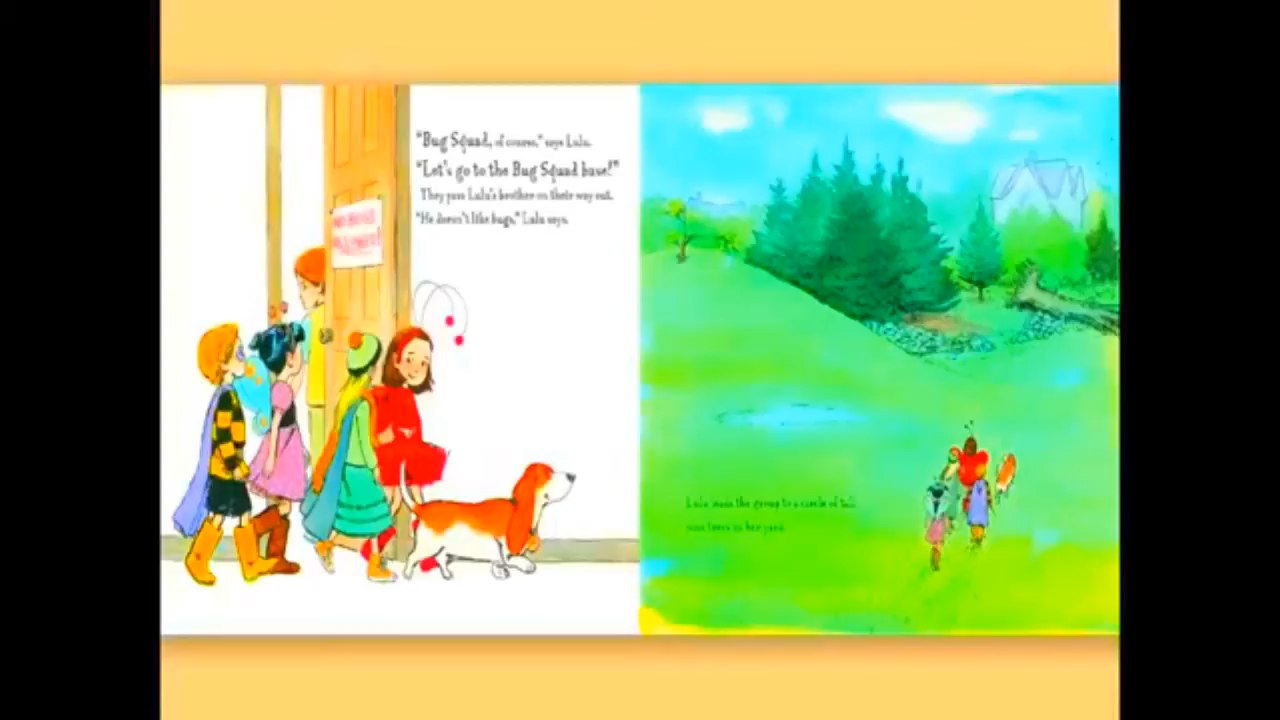 "Bug Squad, of course," says Lulu.
"Let's go to the Bug Squad base!"
They pass Lulu's brother on their way out.
"He doesn't like bugs," Lulu says.
Lulu leads the group to a circle of tall
pine trees in her yard.